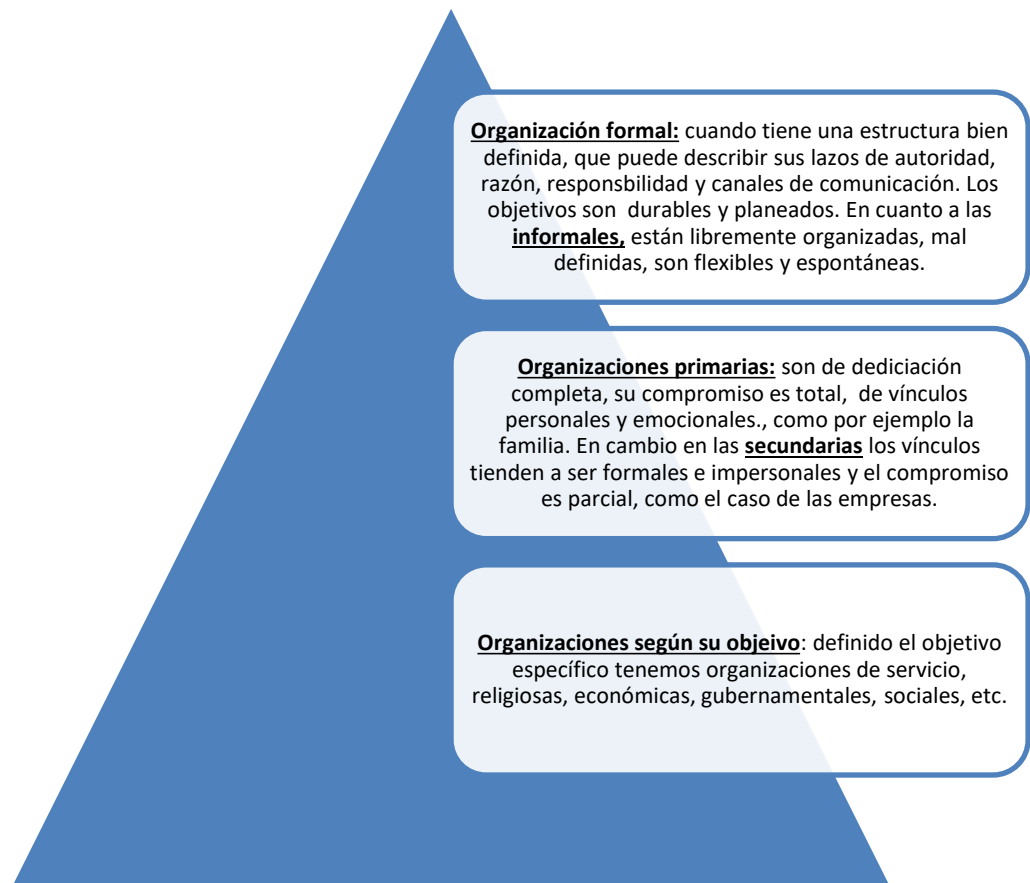 Organización formal: cuando tiene una estructura bien
definida, que puede describir sus lazos de autoridad,
razón, responsbilidad y canales de comunicación. Los
objetivos son durables y planeados. En cuanto a las
informales, están libremente organizadas, mal
definidas, son flexibles y espontáneas.
Organizaciones primarias: son de dediciación
completa, su compromiso es total, de vínculos
personales y emocionales., como por ejemplo la
familia. En cambio en las secundarias los vínculos
tienden a ser formales e impersonales y el compromiso
es parcial, como el caso de las empresas.
Organizaciones según su objeivo: definido el objetivo
específico tenemos organizaciones de servicio,
religiosas, económicas, gubernamentales, sociales, etc.